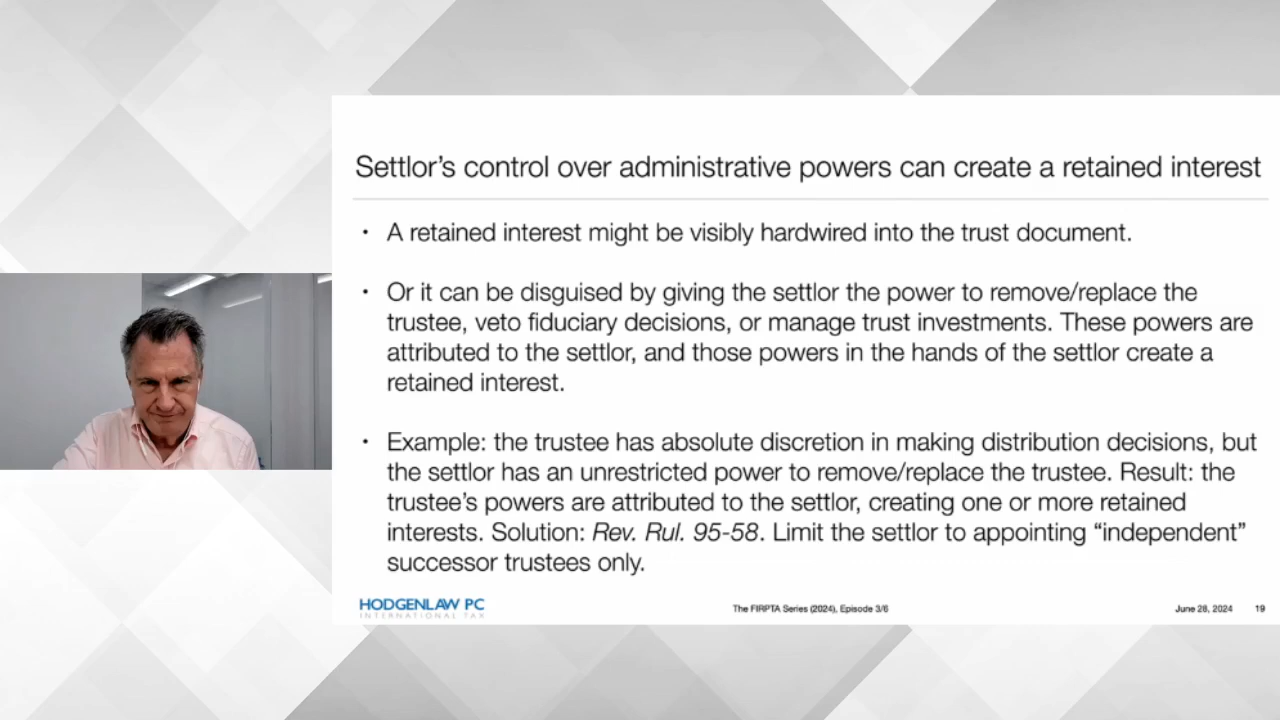 Settlor's control over administrative powers can create a retained interest
• A retained interest might be visibly hardwired into the trust document.
• Or it can be disguised by giving the settlor the power to remove/replace the
trustee, veto fiduciary decisions, or manage trust investments. These powers are
attributed to the settlor, and those powers in the hands of the settlor create a
retained interest.
• Example: the trustee has absolute discretion in making distribution decisions, but
the settlor has an unrestricted power to remove/replace the trustee. Result: the
trustee's powers are attributed to the settlor, creating one or more retained
interests. Solution: Rev. Rul. 95-58. Limit the settlor to appointing “independent”
successor trustees only.
HODGENLAW PC
INTERNATIONAL TAX
The FIRPTA Series (2024), Episode 3/6
June 28, 2024 19